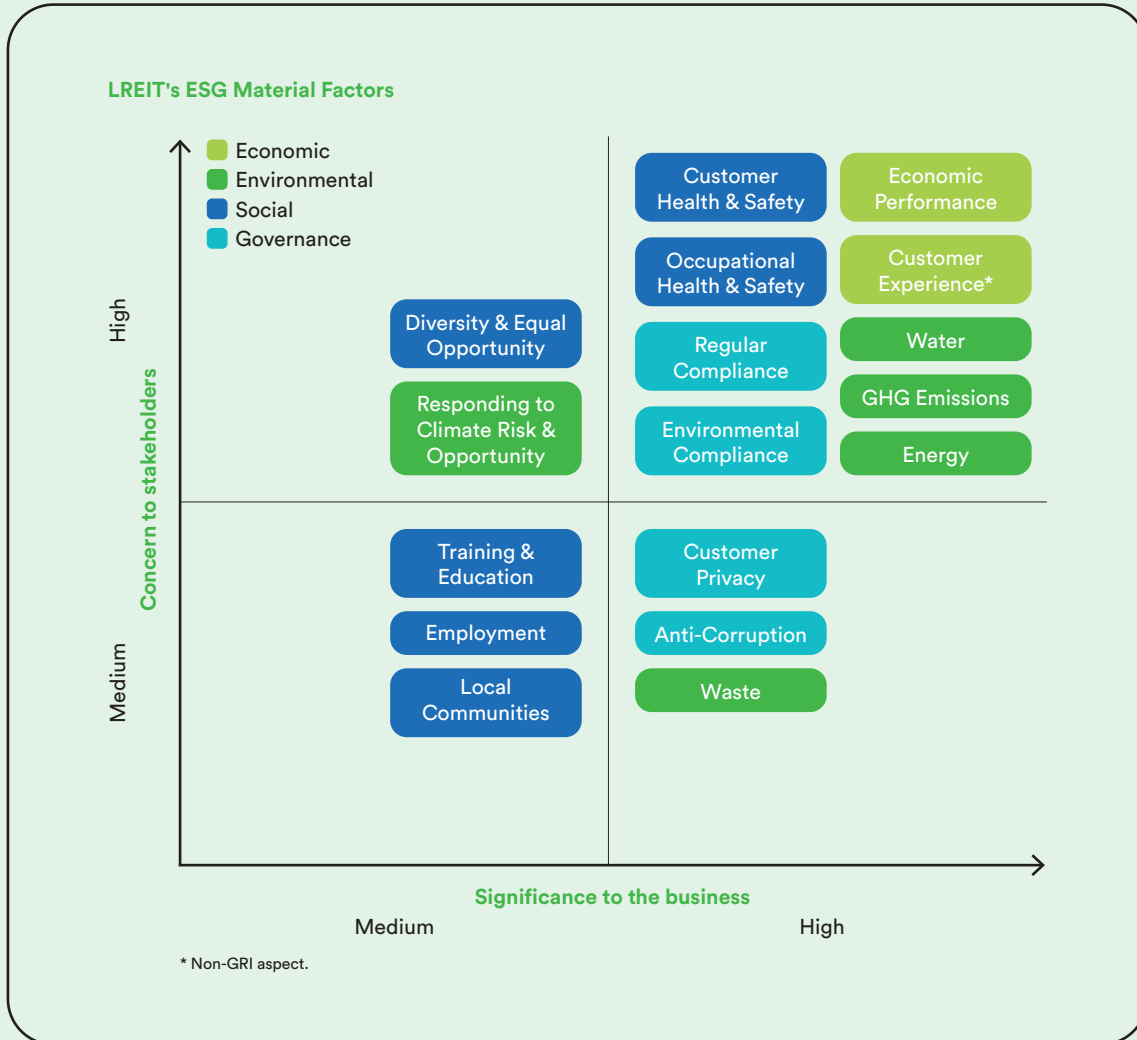 LREIT's ESG Material Factors
Economic
Environmental
Social
Governance
Concern to stakeholders
High
Medium
Diversity & Equal
Opportunity
Responding to
Climate Risk &
Opportunity
Customer
Health & Safety
Occupational
Health & Safety
Regular
Compliance
Environmental
Compliance
Economic
Performance
Customer
Experience*
Water
GHG Emissions
Energy
Training &
Education
Employment
Local
Communities
Customer
Privacy
Anti-Corruption
Waste
Significance to the business
Medium
High
* Non-GRI aspect.